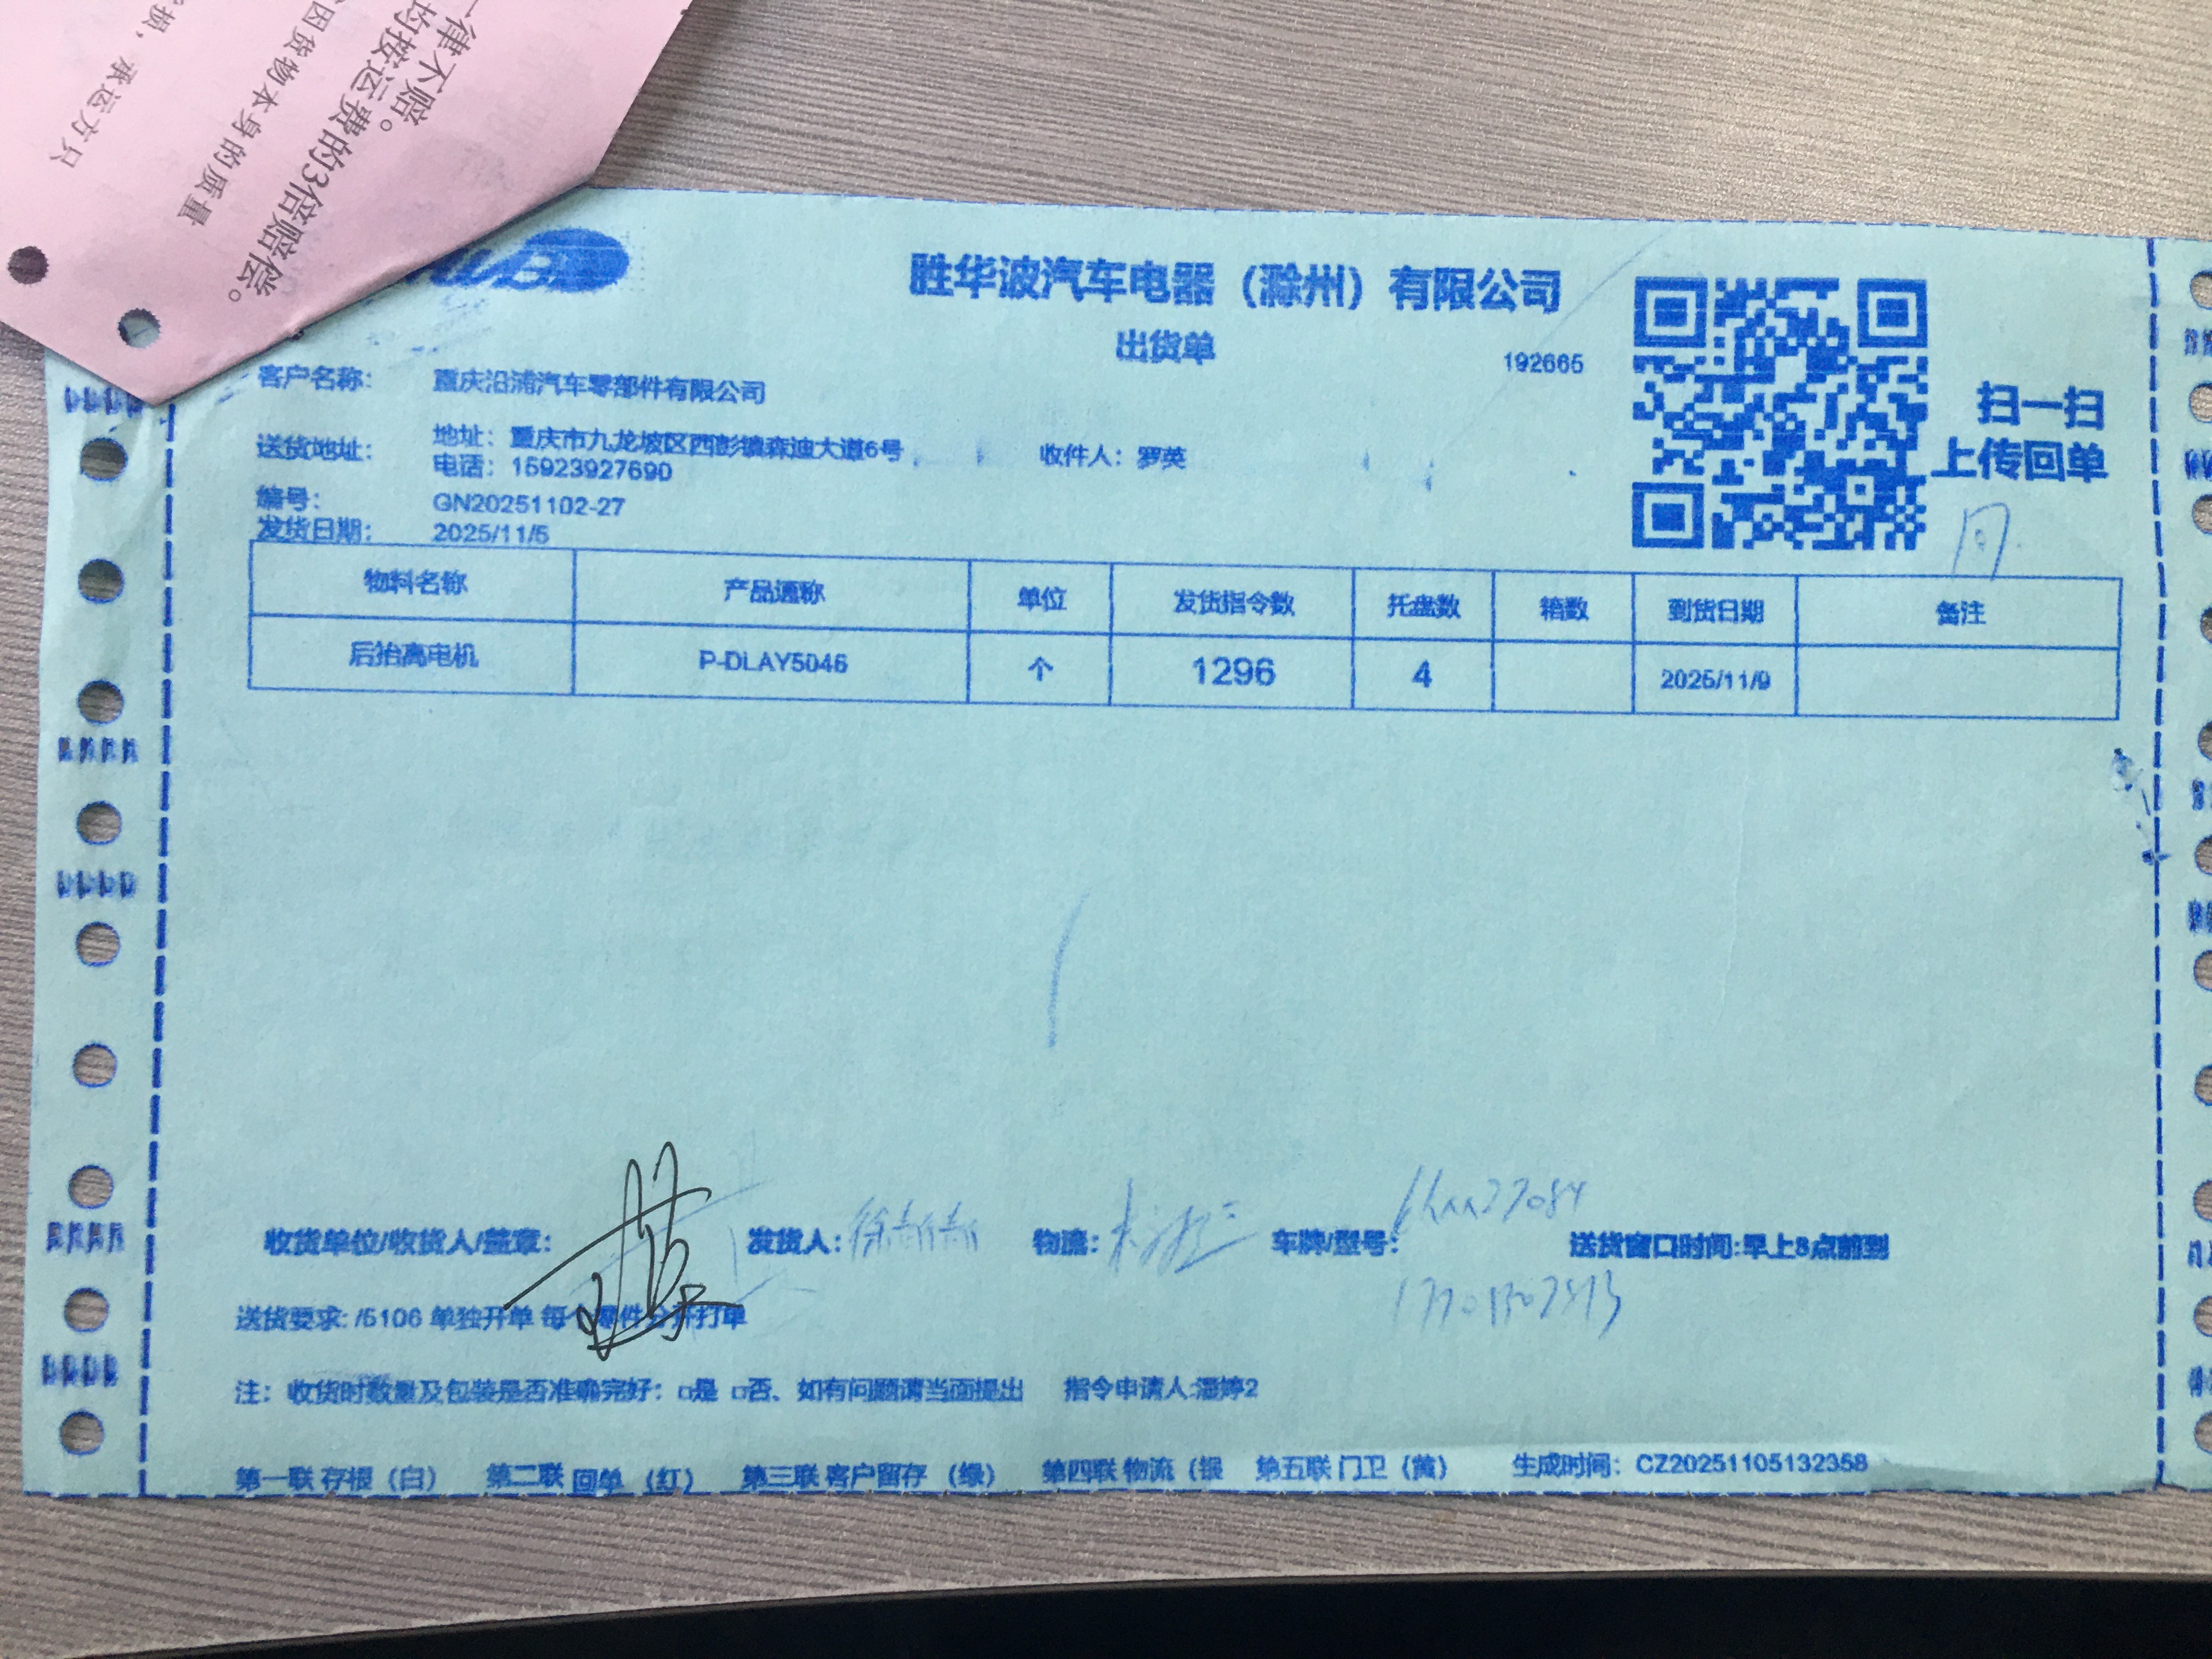 一律不赔
均按运费的3倍赔偿。
因货物本身的质量
损，承运方只
胜华波汽车电器（滁州）有限公司
出货单
192665
扫一扫
上传回单
回
客户名称： 重庆沿浦汽车零部件有限公司
送货地址： 地址：重庆市九龙坡区西彭镇森迪大道6号 收件人：罗英
电话：15923927690
编号： GN20251102-27
发货日期： 2025/11/5
物料名称 产品通称 单位 发货指令数 托盘数 箱数 到货日期 备注
后抬高电机 P-DLAY5046 个 1296 4 2025/11/9
收货单位/收货人/盖章： 发货人： 物流： 车牌/型号： 送货窗口时间:早上8点前到
送货要求: /5106 单独开单 每个零件分开打单
注：收货时数量及包装是否准确完好：□是 □否、如有问题请当面提出 指令申请人:潘婷2
第一联 存根（白） 第二联 回单 （红） 第三联 客户留存 （绿） 第四联 物流（银 第五联 门卫（黄） 生成时间：CZ20251105132358